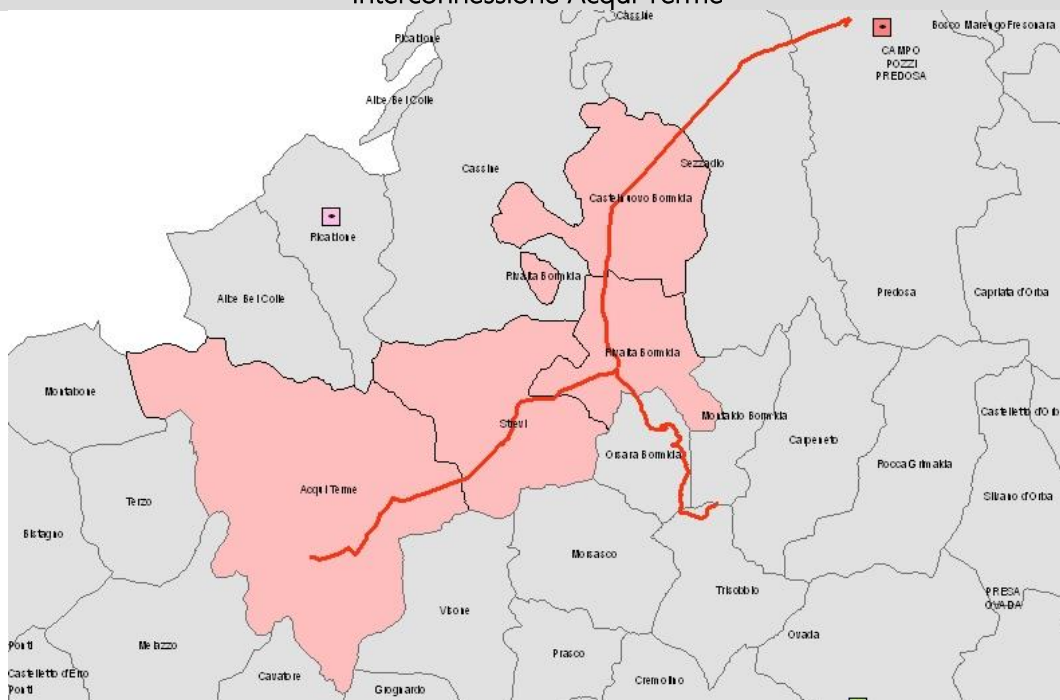 Interconnessione Acqui Terme
Cassine
Ricaldone
Bosco Marengo Fresonara
CAMPO
POZZI
PREDOSA
Alice Bel Colle
Cassine
Sezzadio
Castelnuovo Bormida
Ricaldone
Rivalta Bormida
Alice Bel Colle
Predosa
Capriata d'Orba
Rivalta Bormida
Montabone
Montaldo Bormida
Castelletto d'Orb
Strevi
Carpeneto
Orsara Bormida
Rocca Grimalda
Acqui Terme
Terzo
Silvano d'Orba
Bistagno
Morsasco
Trisobbio
PRESA
OVADA
Visone
Ovada
Ponti
Melazzo
Prasco
Castelletto d'Erro
Cavatore
Cremolino
Ponti
Grognardo